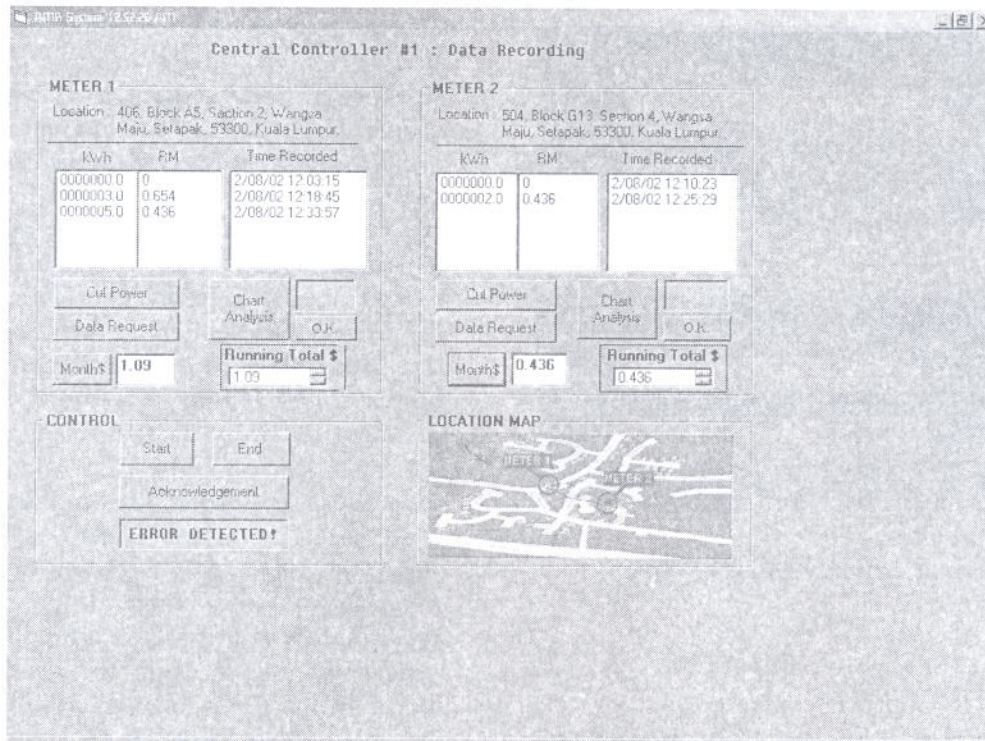 AMR System
Central Controller #1 : Data Recording
METER 1
Location : 406, Block A5, Section 2, Wangsa
Maju, Setapak, 53300, Kuala Lumpur.
kWh RM Time Recorded
0000000.0 0 2/08/02 12:03:15
0000003.0 0.654 2/08/02 12:18:45
0000005.0 0.436 2/08/02 12:33:57
Cut Power
Data Request
Chart
Analysis
O.K.
Month$ 1.09
Running Total $
1.09
METER 2
Location : 504, Block G13, Section 4, Wangsa
Maju, Setapak, 53300, Kuala Lumpur.
kWh RM Time Recorded
0000000.0 0 2/08/02 12:10:23
0000002.0 0.436 2/08/02 12:25:29
Cut Power
Data Request
Chart
Analysis
O.K.
Month$ 0.436
Running Total $
0.436
CONTROL
Start End
Acknowledgement
ERROR DETECTED!
LOCATION MAP
METER 1
METER 2